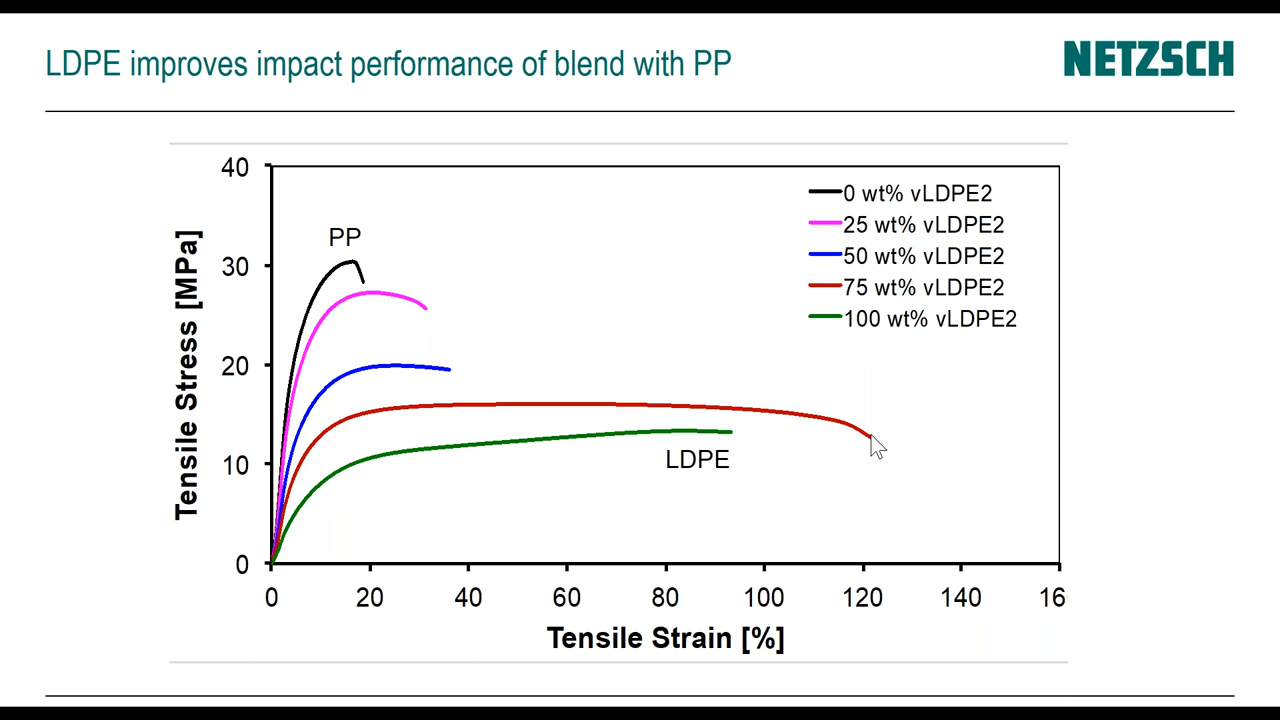 LDPE improves impact performance of blend with PP
NETZSCH
40
30
20
10
0
Tensile Stress [MPa]
PP
LDPE
0 wt% vLDPE2
25 wt% vLDPE2
50 wt% vLDPE2
75 wt% vLDPE2
100 wt% vLDPE2
0 20 40 60 80 100 120 140 16
Tensile Strain [%]